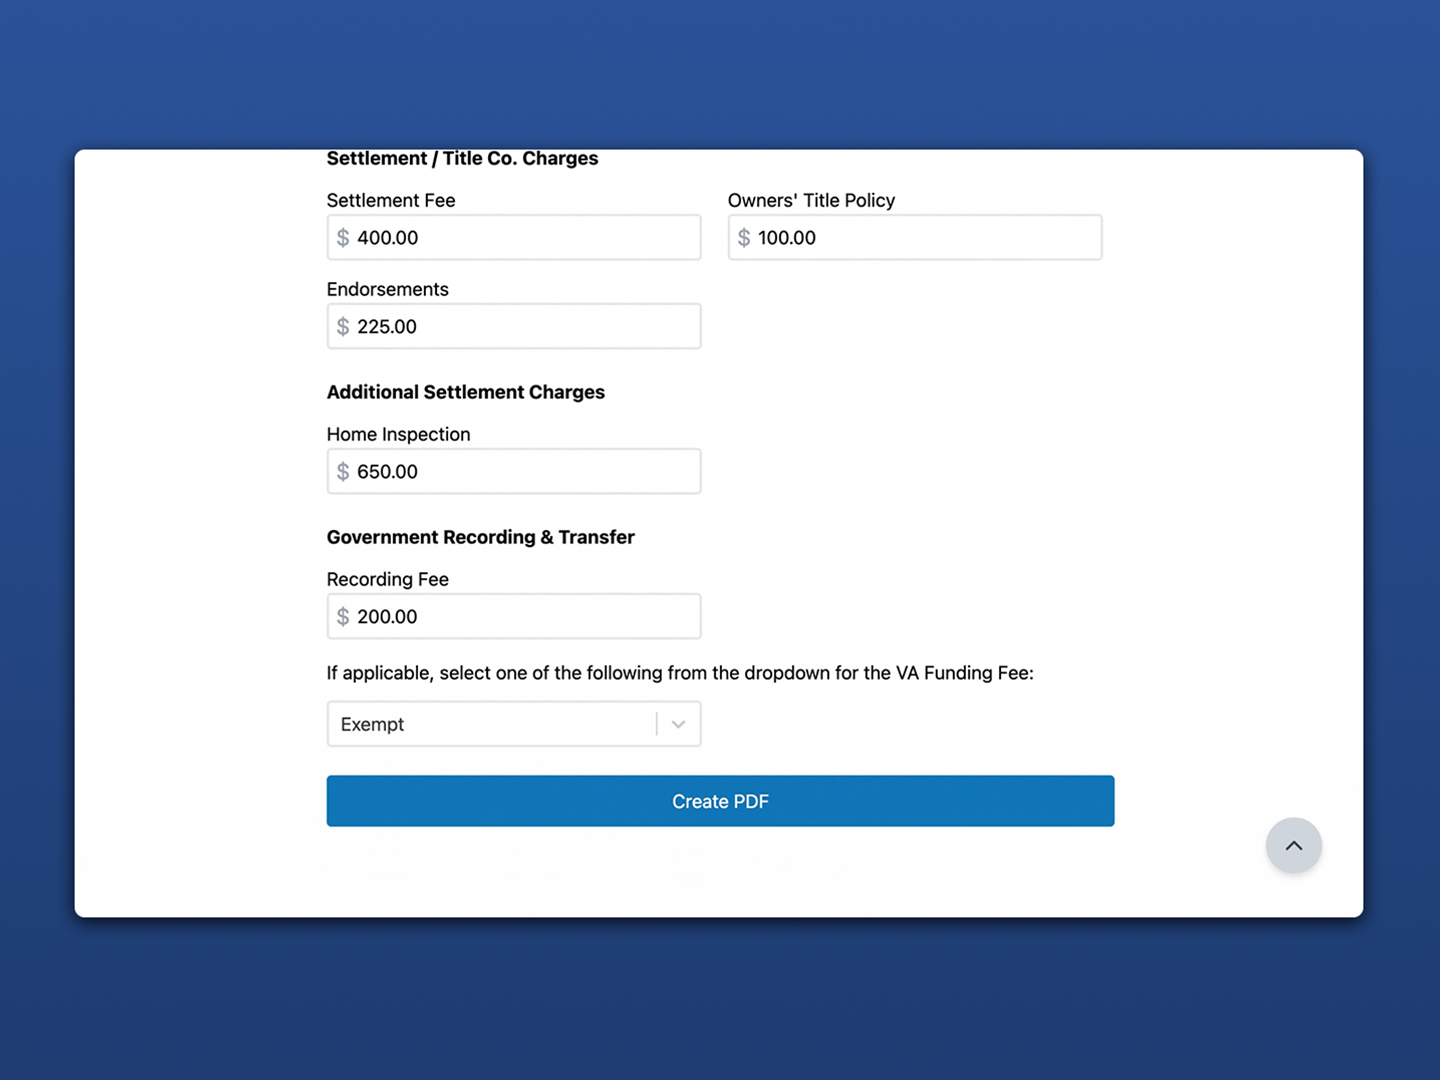 Settlement / Title Co. Charges
Settlement Fee
Owners' Title Policy
$ 400.00
$ 100.00
Endorsements
$ 225.00
Additional Settlement Charges
Home Inspection
$ 650.00
Government Recording & Transfer
Recording Fee
$ 200.00
If applicable, select one of the following from the dropdown for the VA Funding Fee:
Exempt
Create PDF